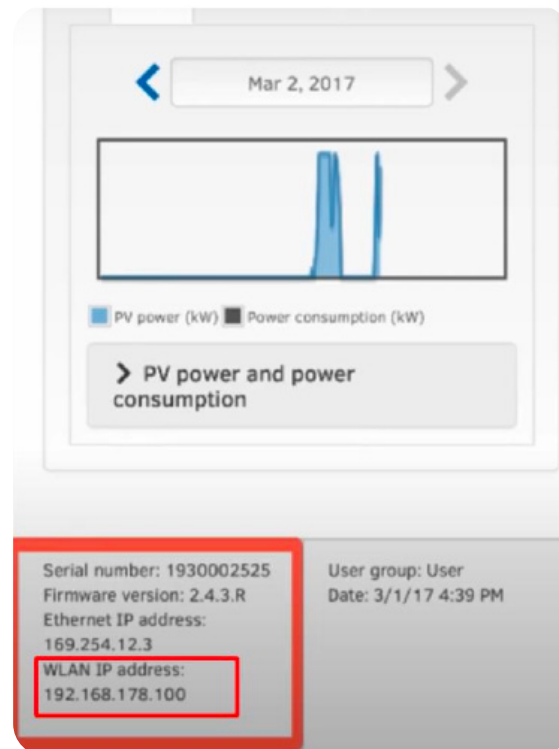 Mar 2, 2017
PV power (kW) Power consumption (kW)
PV power and power
consumption
Serial number: 1930002525
Firmware version: 2.4.3.R
Ethernet IP address:
169.254.12.3
WLAN IP address:
192.168.178.100
User group: User
Date: 3/1/17 4:39 PM